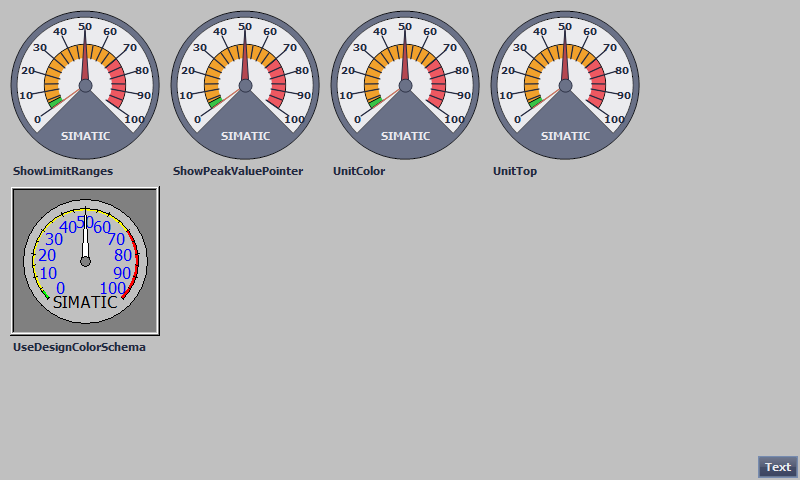 50 50 50 50
40 60 40 60 40 60 40 60
30 70 30 70 30 70 30 70
20 80 20 80 20 80 20 80
10 90 10 90 10 90 10 90
0 100 0 100 0 100 0 100
SIMATIC SIMATIC SIMATIC SIMATIC
ShowLimitRanges ShowPeakValuePointer UnitColor UnitTop
50
40 60
30 70
20 80
10 90
0 100
SIMATIC
UseDesignColorSchema
Text